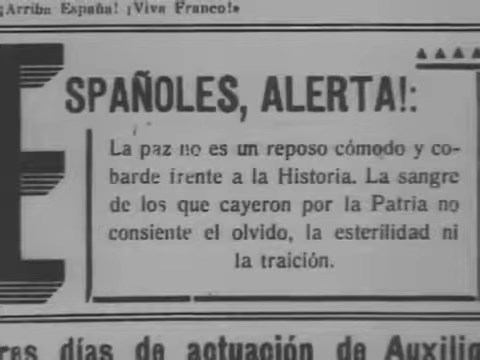 ¡Arriba España! ¡Viva Franco!»
ESPAÑOLES, ALERTA!:
La paz no es un reposo cómodo y co-
barde frente a la Historia. La sangre
de los que cayeron por la Patria no
consiente el olvido, la esterilidad ni
la traición.
res días de actuación de Auxilio